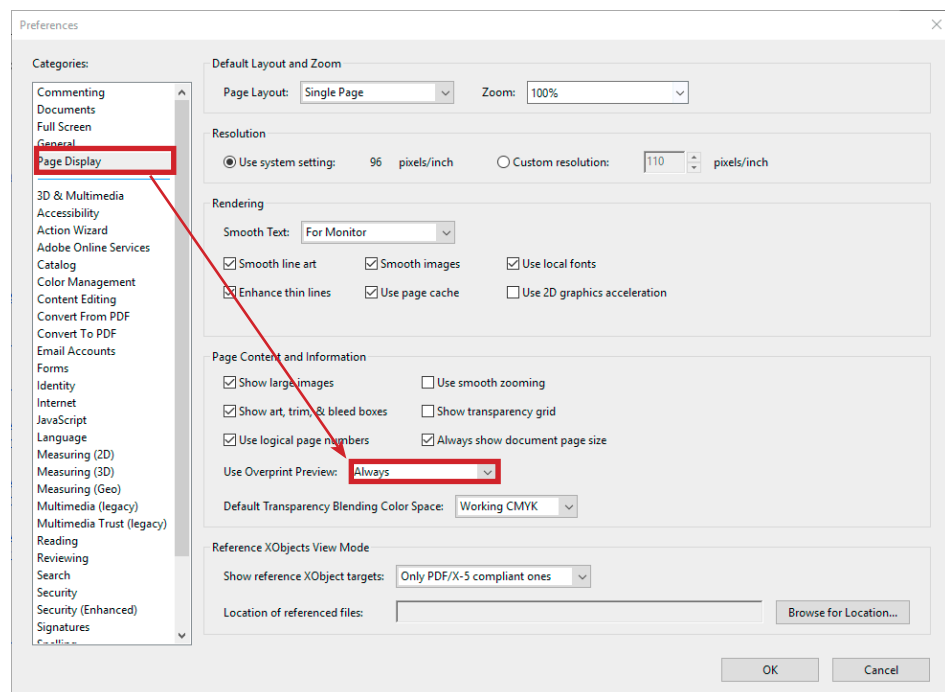 Preferences
Categories:
Commenting
Documents
Full Screen
General
Page Display
3D & Multimedia
Accessibility
Action Wizard
Adobe Online Services
Catalog
Color Management
Content Editing
Convert From PDF
Convert To PDF
Email Accounts
Forms
Identity
Internet
JavaScript
Language
Measuring (2D)
Measuring (3D)
Measuring (Geo)
Multimedia (legacy)
Multimedia Trust (legacy)
Reading
Reviewing
Search
Security
Security (Enhanced)
Signatures
Spelling
Default Layout and Zoom
Page Layout: Single Page Zoom: 100%
Resolution
Use system setting: 96 pixels/inch Custom resolution: 110 pixels/inch
Rendering
Smooth Text: For Monitor
Smooth line art Smooth images Use local fonts
Enhance thin lines Use page cache Use 2D graphics acceleration
Page Content and Information
Show large images Use smooth zooming
Show art, trim, & bleed boxes Show transparency grid
Use logical page numbers Always show document page size
Use Overprint Preview: Always
Default Transparency Blending Color Space: Working CMYK
Reference XObjects View Mode
Show reference XObject targets: Only PDF/X-5 compliant ones
Location of referenced files: Browse for Location...
OK Cancel